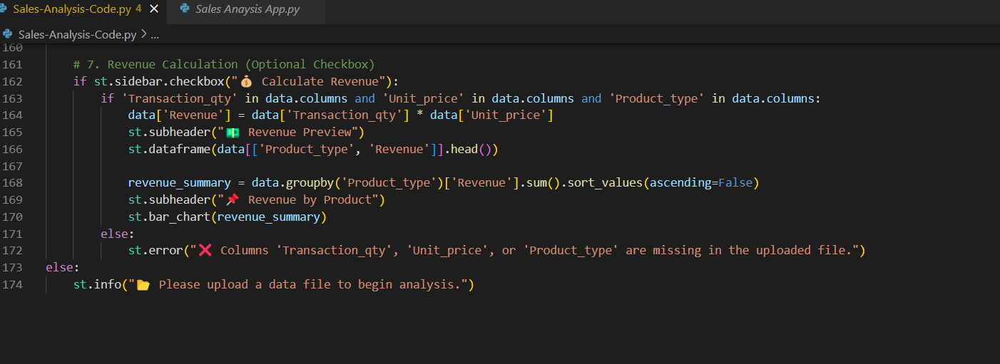 Sales-Analysis-Code.py 4 Sales Anaysis App.py
Sales-Analysis-Code.py > ...
160
161 # 7. Revenue Calculation (Optional Checkbox)
162 if st.sidebar.checkbox("💰 Calculate Revenue"):
163 if 'Transaction_qty' in data.columns and 'Unit_price' in data.columns and 'Product_type' in data.columns:
164 data['Revenue'] = data['Transaction_qty'] * data['Unit_price']
165 st.subheader("💵 Revenue Preview")
166 st.dataframe(data[['Product_type', 'Revenue']].head())
167
168 revenue_summary = data.groupby('Product_type')['Revenue'].sum().sort_values(ascending=False)
169 st.subheader("📌 Revenue by Product")
170 st.bar_chart(revenue_summary)
171 else:
172 st.error("❌ Columns 'Transaction_qty', 'Unit_price', or 'Product_type' are missing in the uploaded file.")
173 else:
174 st.info("📂 Please upload a data file to begin analysis.")